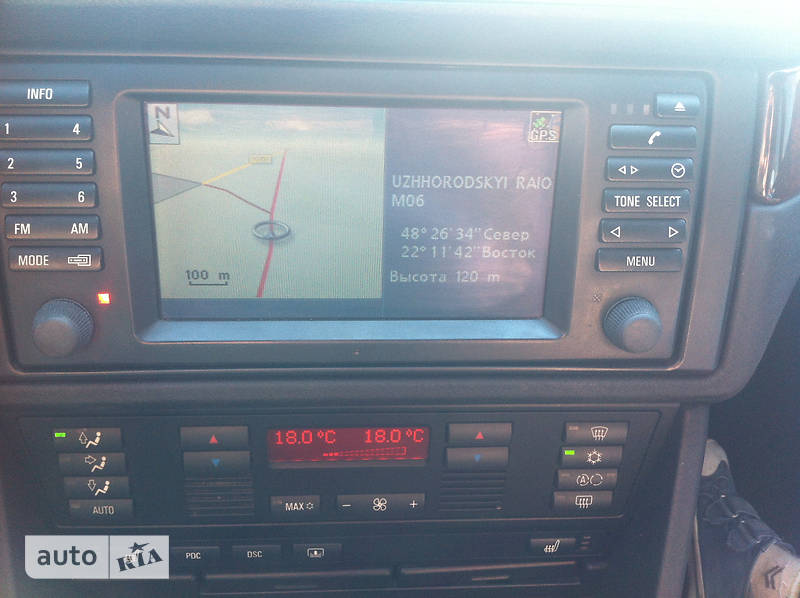 INFO
1 4
2 5
3 6
FM AM
MODE
N
GPS
UZHHORODSKYI RAIO
M06
48° 26'34" Север
22° 11'42" Восток
Высота 120 m
100 m
TONE SELECT
MENU
18.0°C 18.0°C
AUTO
MAX
- +
A
PDC
DSC
auto RIA